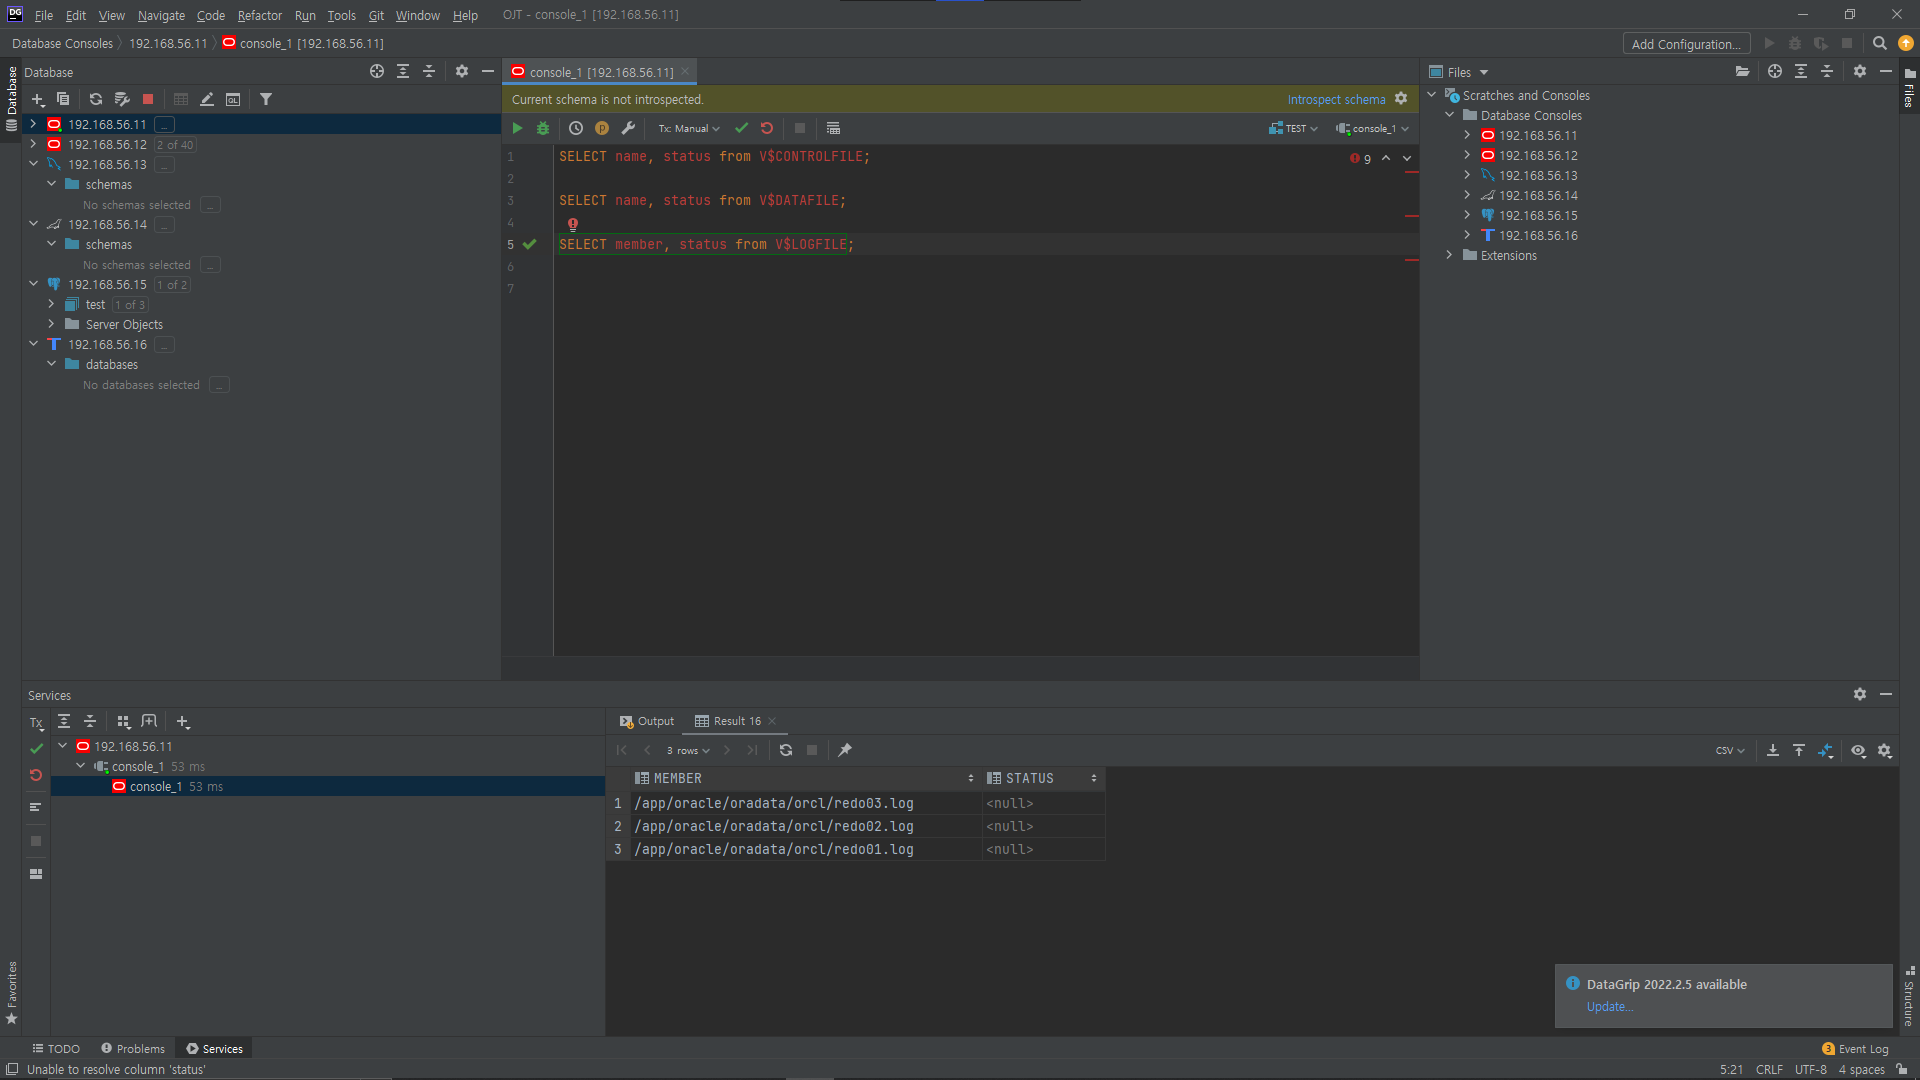 DG File Edit View Navigate Code Refactor Run Tools Git Window Help OJT - console_1 [192.168.56.11]
Database Consoles 192.168.56.11 console_1 [192.168.56.11] Add Configuration...
Database
Database
console_1 [192.168.56.11]
Files
Files
Current schema is not introspected. Introspect schema
Tx: Manual TEST console_1
192.168.56.11 ...
192.168.56.12 2 of 40
192.168.56.13 ...
schemas
No schemas selected ...
192.168.56.14 ...
schemas
No schemas selected ...
192.168.56.15 1 of 2
test 1 of 3
Server Objects
192.168.56.16 ...
databases
No databases selected ...
1 SELECT name, status from V$CONTROLFILE; 9
2
3 SELECT name, status from V$DATAFILE;
4
5 SELECT member, status from V$LOGFILE;
6
7
Scratches and Consoles
Database Consoles
192.168.56.11
192.168.56.12
192.168.56.13
192.168.56.14
192.168.56.15
192.168.56.16
Extensions
Services
Tx
192.168.56.11
console_1 53 ms
console_1 53 ms
Output Result 16
3 rows CSV
MEMBER STATUS
1 /app/oracle/oradata/orcl/redo03.log <null>
2 /app/oracle/oradata/orcl/redo02.log <null>
3 /app/oracle/oradata/orcl/redo01.log <null>
DataGrip 2022.2.5 available
Update...
Favorites
Structure
TODO Problems Services 3 Event Log
Unable to resolve column 'status' 5:21 CRLF UTF-8 4 spaces